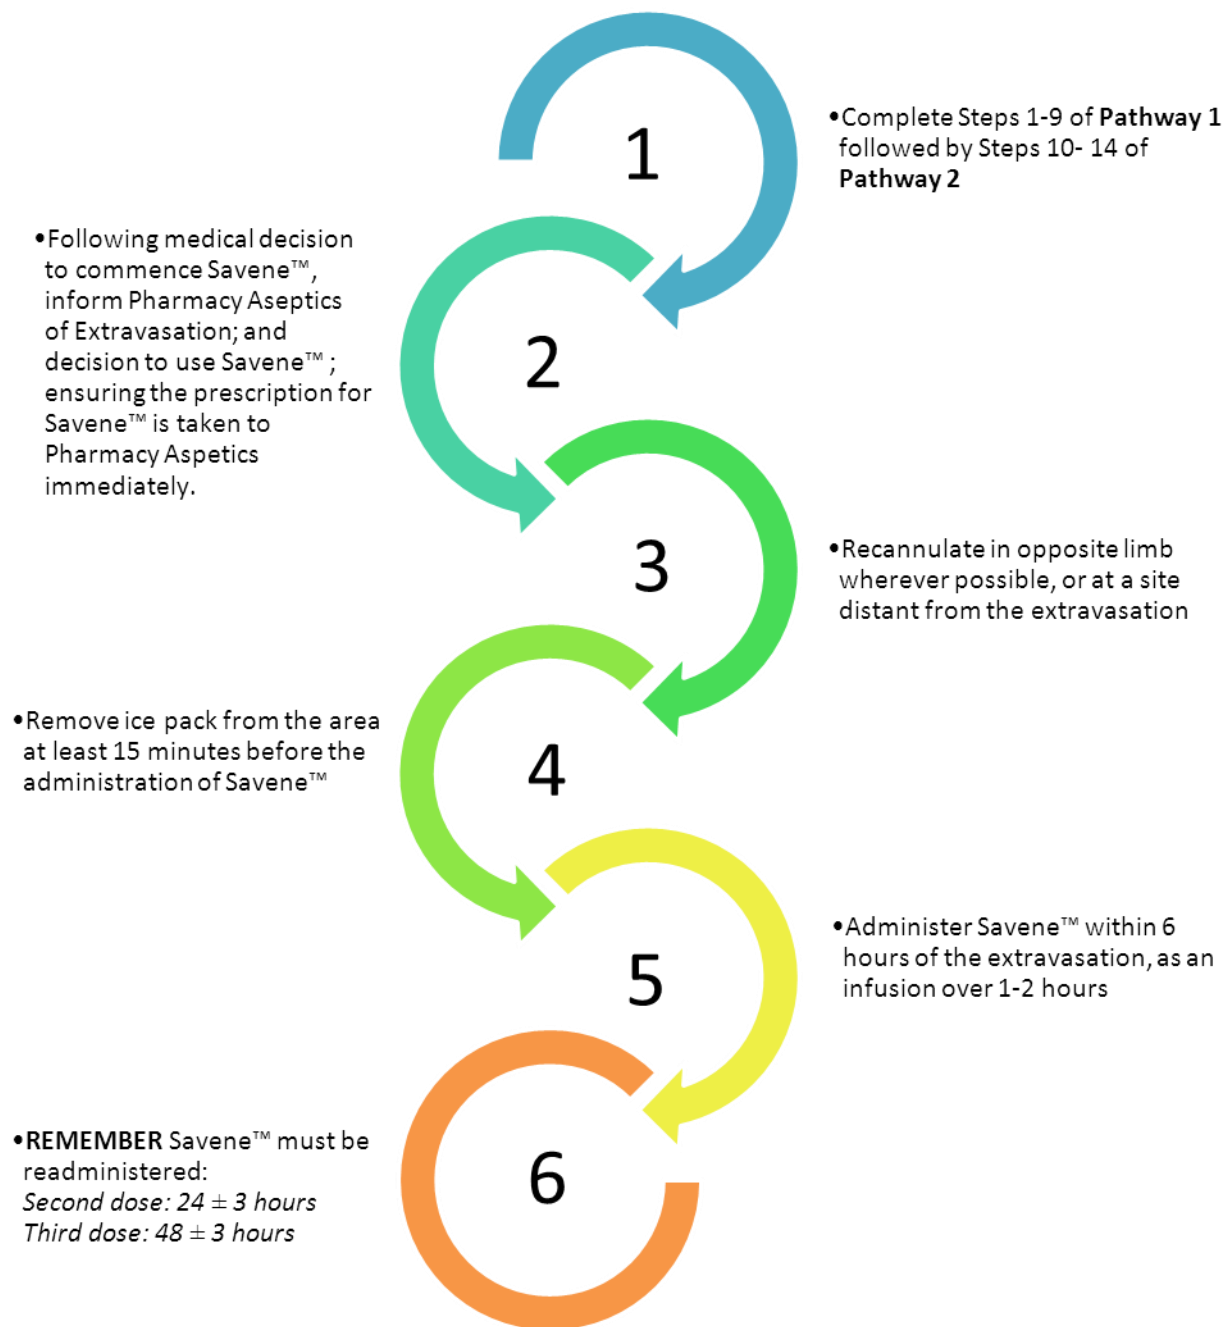 1
•Complete Steps 1-9 of Pathway 1
followed by Steps 10- 14 of
Pathway 2
•Following medical decision
to commence Savene™,
inform Pharmacy Aseptics
of Extravasation; and
decision to use Savene™ ;
ensuring the prescription for
Savene™ is taken to
Pharmacy Aspetics
immediately.
2
3
•Recannulate in opposite limb
wherever possible, or at a site
distant from the extravasation
•Remove ice pack from the area
at least 15 minutes before the
administration of Savene™
4
5
•Administer Savene™ within 6
hours of the extravasation, as an
infusion over 1-2 hours
•REMEMBER Savene™ must be
readministered:
Second dose: 24 ± 3 hours
Third dose: 48 ± 3 hours
6